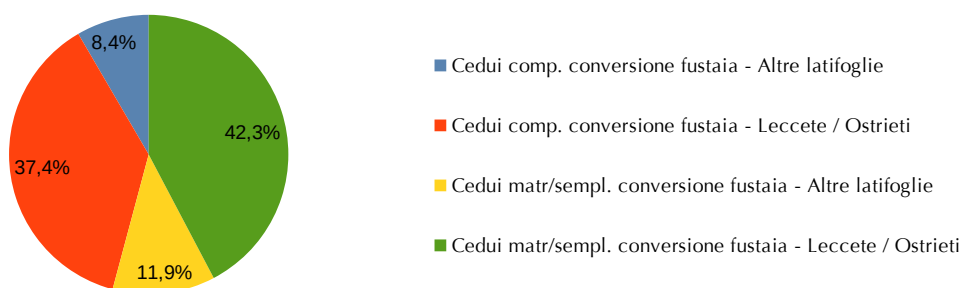 8,4%
42,3%
37,4%
11,9%
Cedui comp. conversione fustaia - Altre latifoglie
Cedui comp. conversione fustaia - Leccete / Ostrieti
Cedui matr/sempl. conversione fustaia - Altre latifoglie
Cedui matr/sempl. conversione fustaia - Leccete / Ostrieti